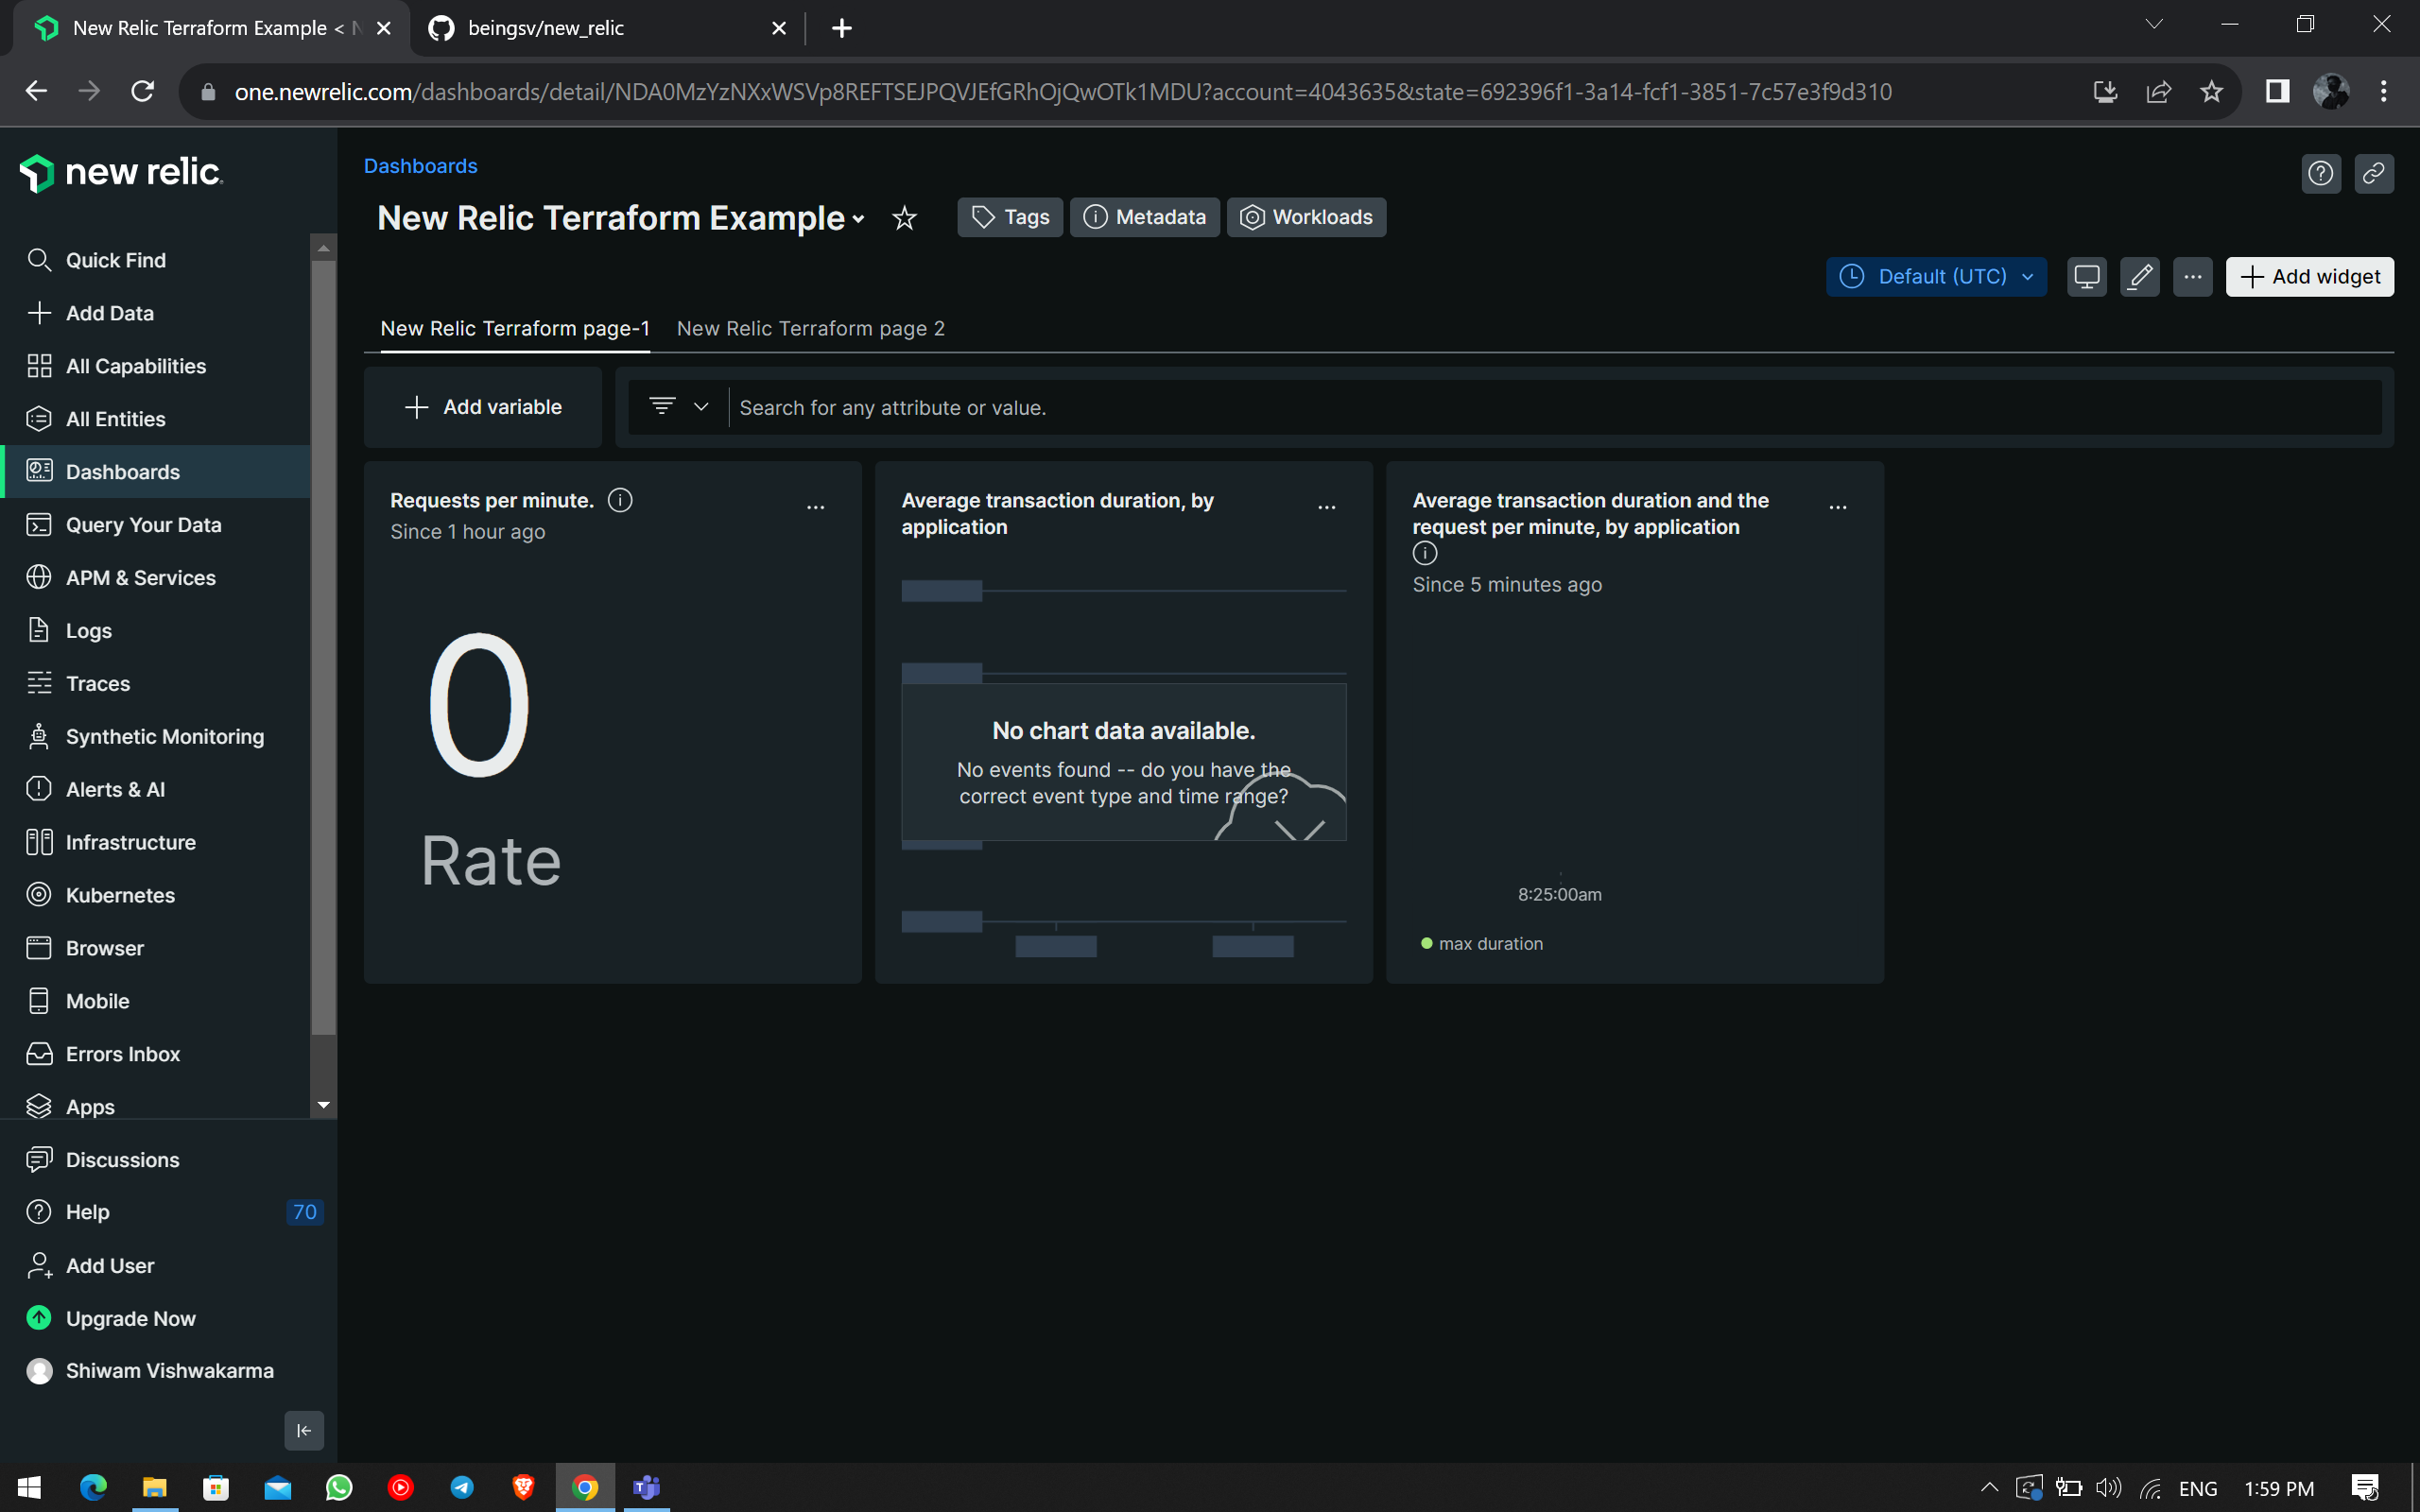 New Relic Terraform Example <
beingsv/new_relic
one.newrelic.com/dashboards/detail/NDA0MzYzNXxWSVp8REFTSEJPQVJEfGRhOjQwOTk1MDU?account=4043635&state=692396f1-3a14-fcf1-3851-7c57e3f9d310
new relic.
Quick Find
Add Data
All Capabilities
All Entities
Dashboards
Query Your Data
APM & Services
Logs
Traces
Synthetic Monitoring
Alerts & AI
Infrastructure
Kubernetes
Browser
Mobile
Errors Inbox
Apps
Discussions
Help 70
Add User
Upgrade Now
Shiwam Vishwakarma
Dashboards
New Relic Terraform Example
Tags
Metadata
Workloads
Default (UTC)
Add widget
New Relic Terraform page-1
New Relic Terraform page 2
Add variable
Search for any attribute or value.
Requests per minute.
Since 1 hour ago
0
Rate
Average transaction duration, by
application
No chart data available.
No events found -- do you have the
correct event type and time range?
Average transaction duration and the
request per minute, by application
Since 5 minutes ago
8:25:00am
max duration
ENG
1:59 PM